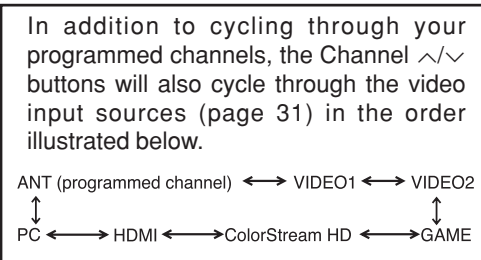 In addition to cycling through your
programmed channels, the Channel ∧/∨
buttons will also cycle through the video
input sources (page 31) in the order
illustrated below.
ANT (programmed channel) ↔ VIDEO1 ↔ VIDEO2
↕ ↕
PC ↔ HDMI ↔ ColorStream HD ↔ GAME